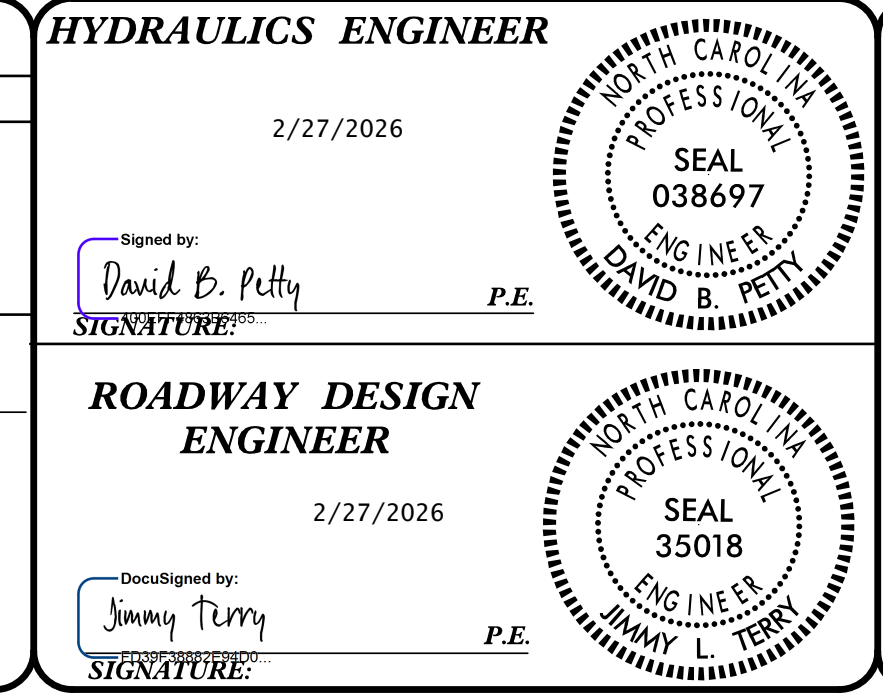 HYDRAULICS ENGINEER
2/27/2026
Signed by:
David B. Petty
P.E.
SIGNATURE:
NORTH CAROLINA
PROFESSIONAL
SEAL
038697
ENGINEER
DAVID B. PETTY
ROADWAY DESIGN
ENGINEER
2/27/2026
DocuSigned by:
Jimmy Terry
P.E.
FD39F38882E94D0...
SIGNATURE:
NORTH CAROLINA
PROFESSIONAL
SEAL
35018
ENGINEER
JIMMY L. TERRY